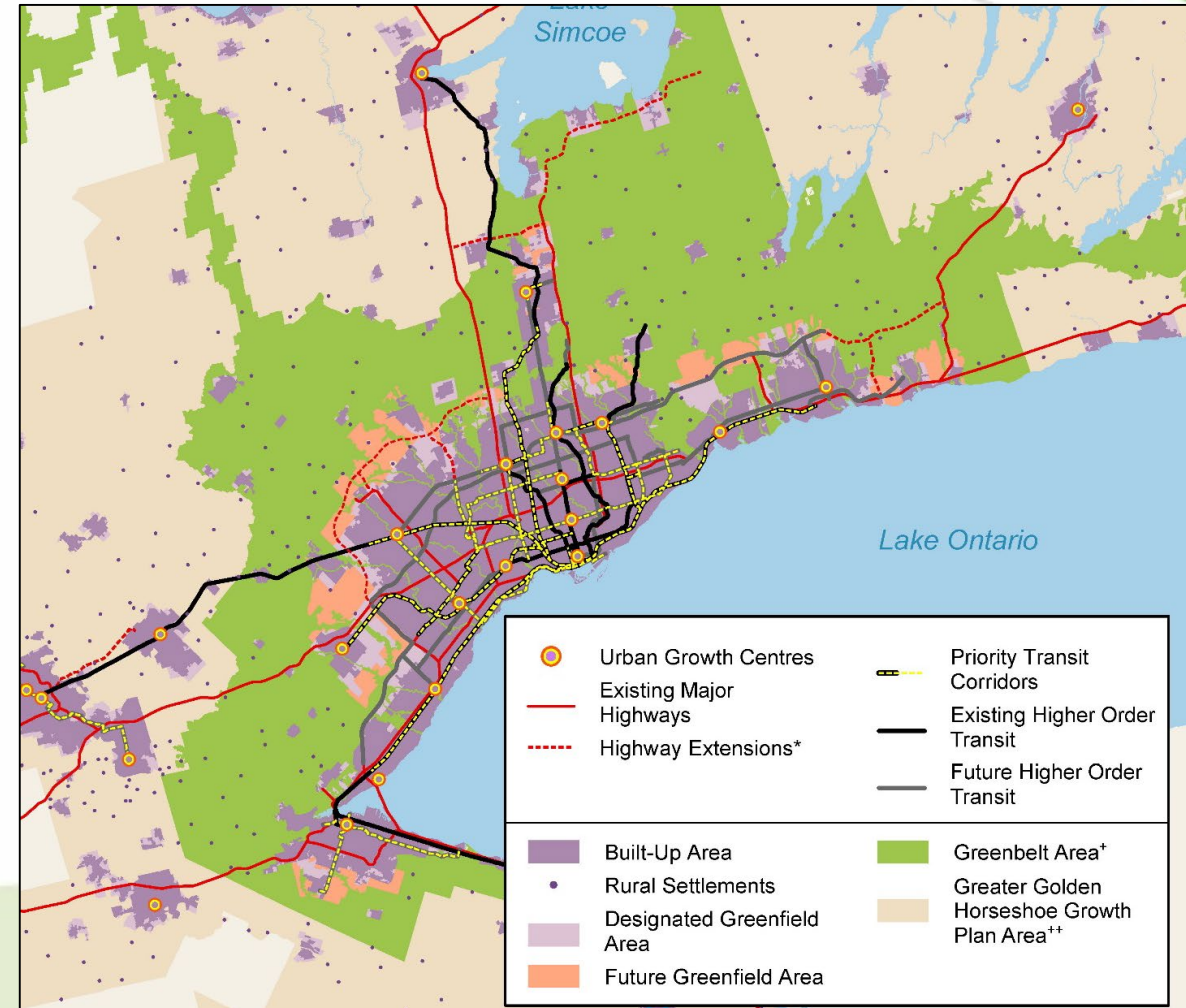 Lake
Simcoe
Lake Ontario
Urban Growth Centres
Existing Major
Highways
Highway Extensions*
Priority Transit
Corridors
Existing Higher Order
Transit
Future Higher Order
Transit
Built-Up Area
Rural Settlements
Designated Greenfield
Area
Future Greenfield Area
Greenbelt Area+
Greater Golden
Horseshoe Growth
Plan Area++